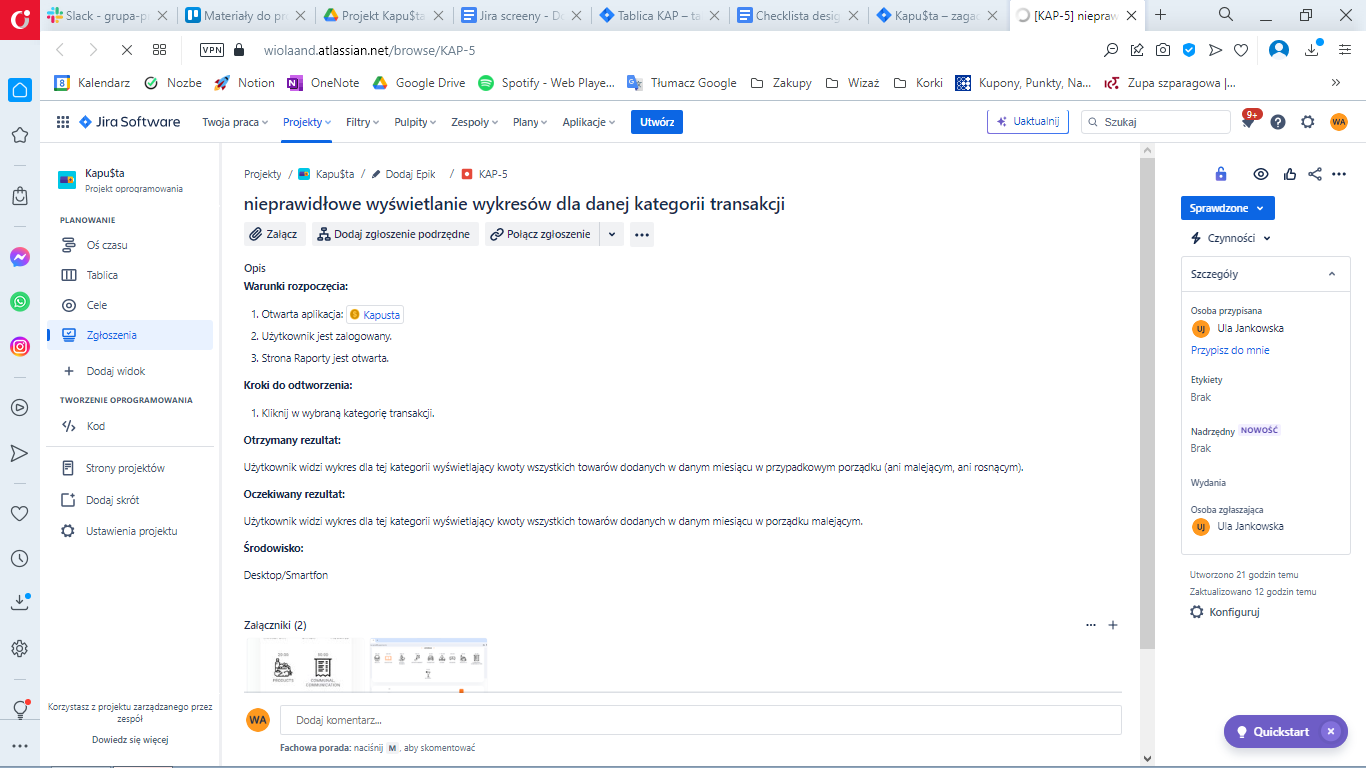 Slack - grupa-p
Materiały do pr
Projekt Kapu$ta
Jira screeny - D
Tablica KAP – ta
Checklista desig
Kapu$ta – zaga
[KAP-5] niepraw
VPN
wiolaand.atlassian.net/browse/KAP-5
Kalendarz
Nozbe
Notion
OneNote
Google Drive
Spotify - Web Playe...
Tłumacz Google
Zakupy
Wizaż
Korki
Kupony, Punkty, Na...
Zupa szparagowa |...
Jira Software
Twoja praca
Projekty
Filtry
Pulpity
Zespoły
Plany
Aplikacje
Utwórz
Uaktualnij
Szukaj
9+
WA
Kapu$ta
Projekt oprogramowania
PLANOWANIE
Oś czasu
Tablica
Cele
Zgłoszenia
Dodaj widok
TWORZENIE OPROGRAMOWANIA
Kod
Strony projektów
Dodaj skrót
Ustawienia projektu
Korzystasz z projektu zarządzanego przez
zespół
Dowiedz się więcej
Projekty / Kapu$ta / Dodaj Epik / KAP-5
nieprawidłowe wyświetlanie wykresów dla danej kategorii transakcji
Załącz
Dodaj zgłoszenie podrzędne
Połącz zgłoszenie
Opis
Warunki rozpoczęcia:
1. Otwarta aplikacja: Kapusta
2. Użytkownik jest zalogowany.
3. Strona Raporty jest otwarta.
Kroki do odtworzenia:
1. Kliknij w wybraną kategorię transakcji.
Otrzymany rezultat:
Użytkownik widzi wykres dla tej kategorii wyświetlający kwoty wszystkich towarów dodanych w danym miesiącu w przypadkowym porządku (ani malejącym, ani rosnącym).
Oczekiwany rezultat:
Użytkownik widzi wykres dla tej kategorii wyświetlający kwoty wszystkich towarów dodanych w danym miesiącu w porządku malejącym.
Środowisko:
Desktop/Smartfon
Załączniki (2)
PRODUCTS
COMMUNAL,
COMMUNICATION
WA
Dodaj komentarz...
Fachowa porada: naciśnij M , aby skomentować
Sprawdzone
Czynności
Szczegóły
Osoba przypisana
UJ Ula Jankowska
Przypisz do mnie
Etykiety
Brak
Nadrzędny NOWOŚĆ
Brak
Wydania
Osoba zgłaszająca
UJ Ula Jankowska
Utworzono 21 godzin temu
Zaktualizowano 12 godzin temu
Konfiguruj
Quickstart